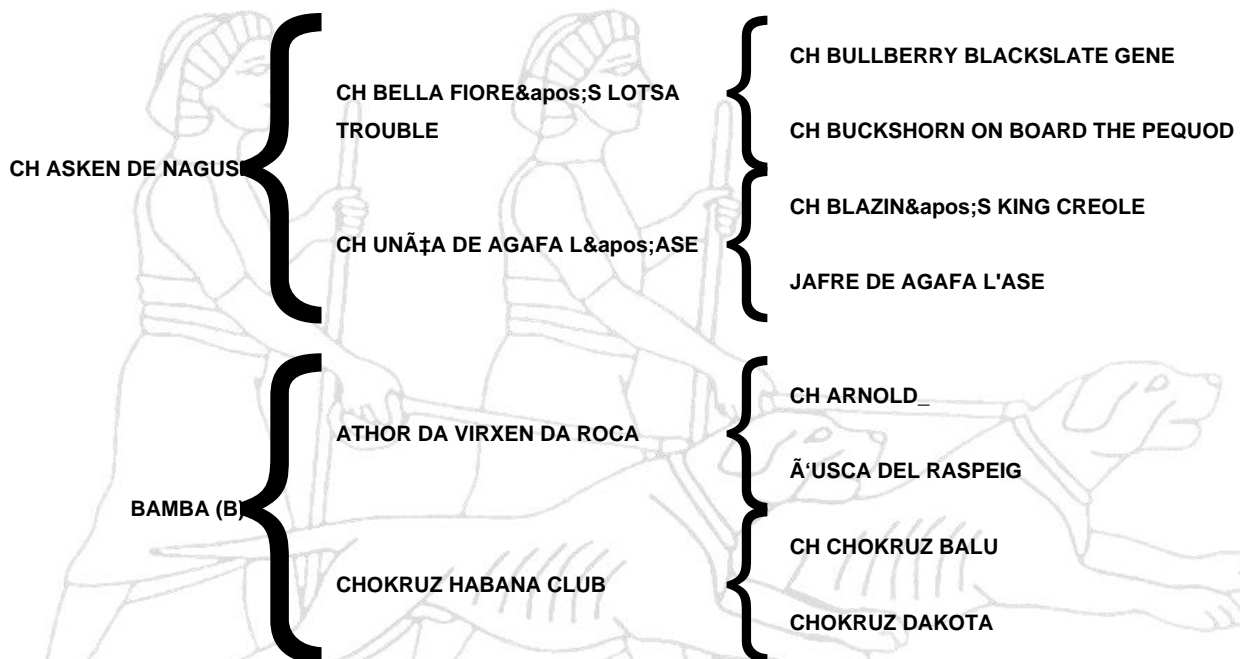 CH BULLBERRY BLACKSLATE GENE
CH BELLA FIORE&apos;S LOTSA
TROUBLE
CH BUCKSHORN ON BOARD THE PEQUOD
CH ASKEN DE NAGUS
CH BLAZIN&apos;S KING CREOLE
CH UNÃ‡A DE AGAFA L&apos;ASE
JAFRE DE AGAFA L'ASE
CH ARNOLD_
ATHOR DA VIRXEN DA ROCA
Ã‘USCA DEL RASPEIG
BAMBA (B)
CH CHOKRUZ BALU
CHOKRUZ HABANA CLUB
CHOKRUZ DAKOTA